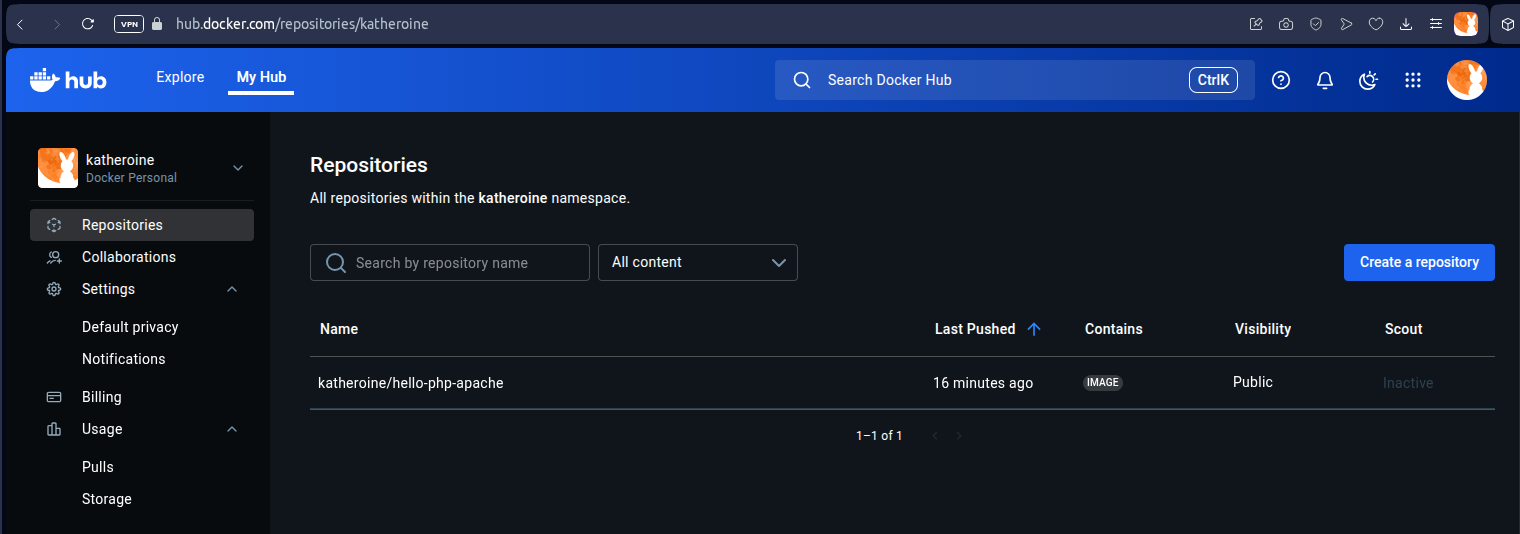 VPN hub.docker.com/repositories/katheroine
hub Explore My Hub Search Docker Hub CtrlK
katheroine
Docker Personal
Repositories
Collaborations
Settings
Default privacy
Notifications
Billing
Usage
Pulls
Storage
Repositories
All repositories within the katheroine namespace.
Search by repository name All content Create a repository
Name Last Pushed Contains Visibility Scout
katheroine/hello-php-apache 16 minutes ago IMAGE Public Inactive
1–1 of 1